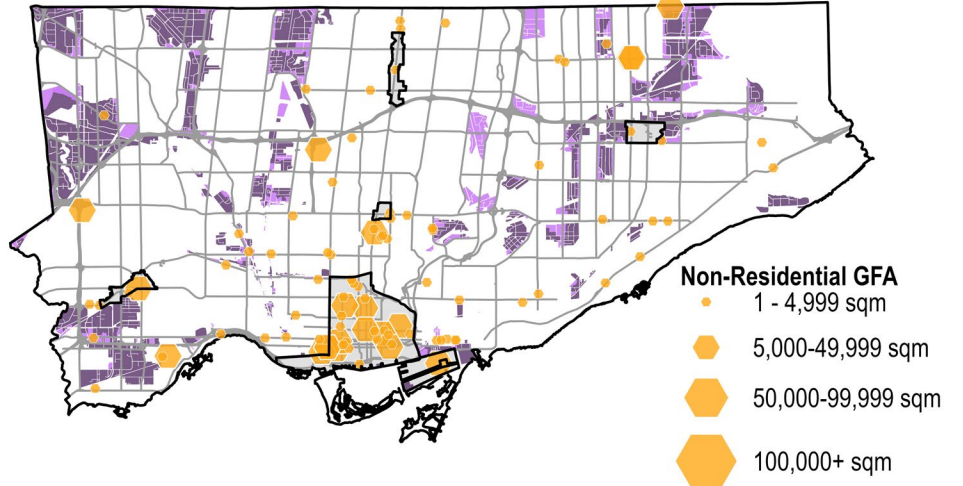 Non-Residential GFA
1 - 4,999 sqm
5,000-49,999 sqm
50,000-99,999 sqm
100,000+ sqm